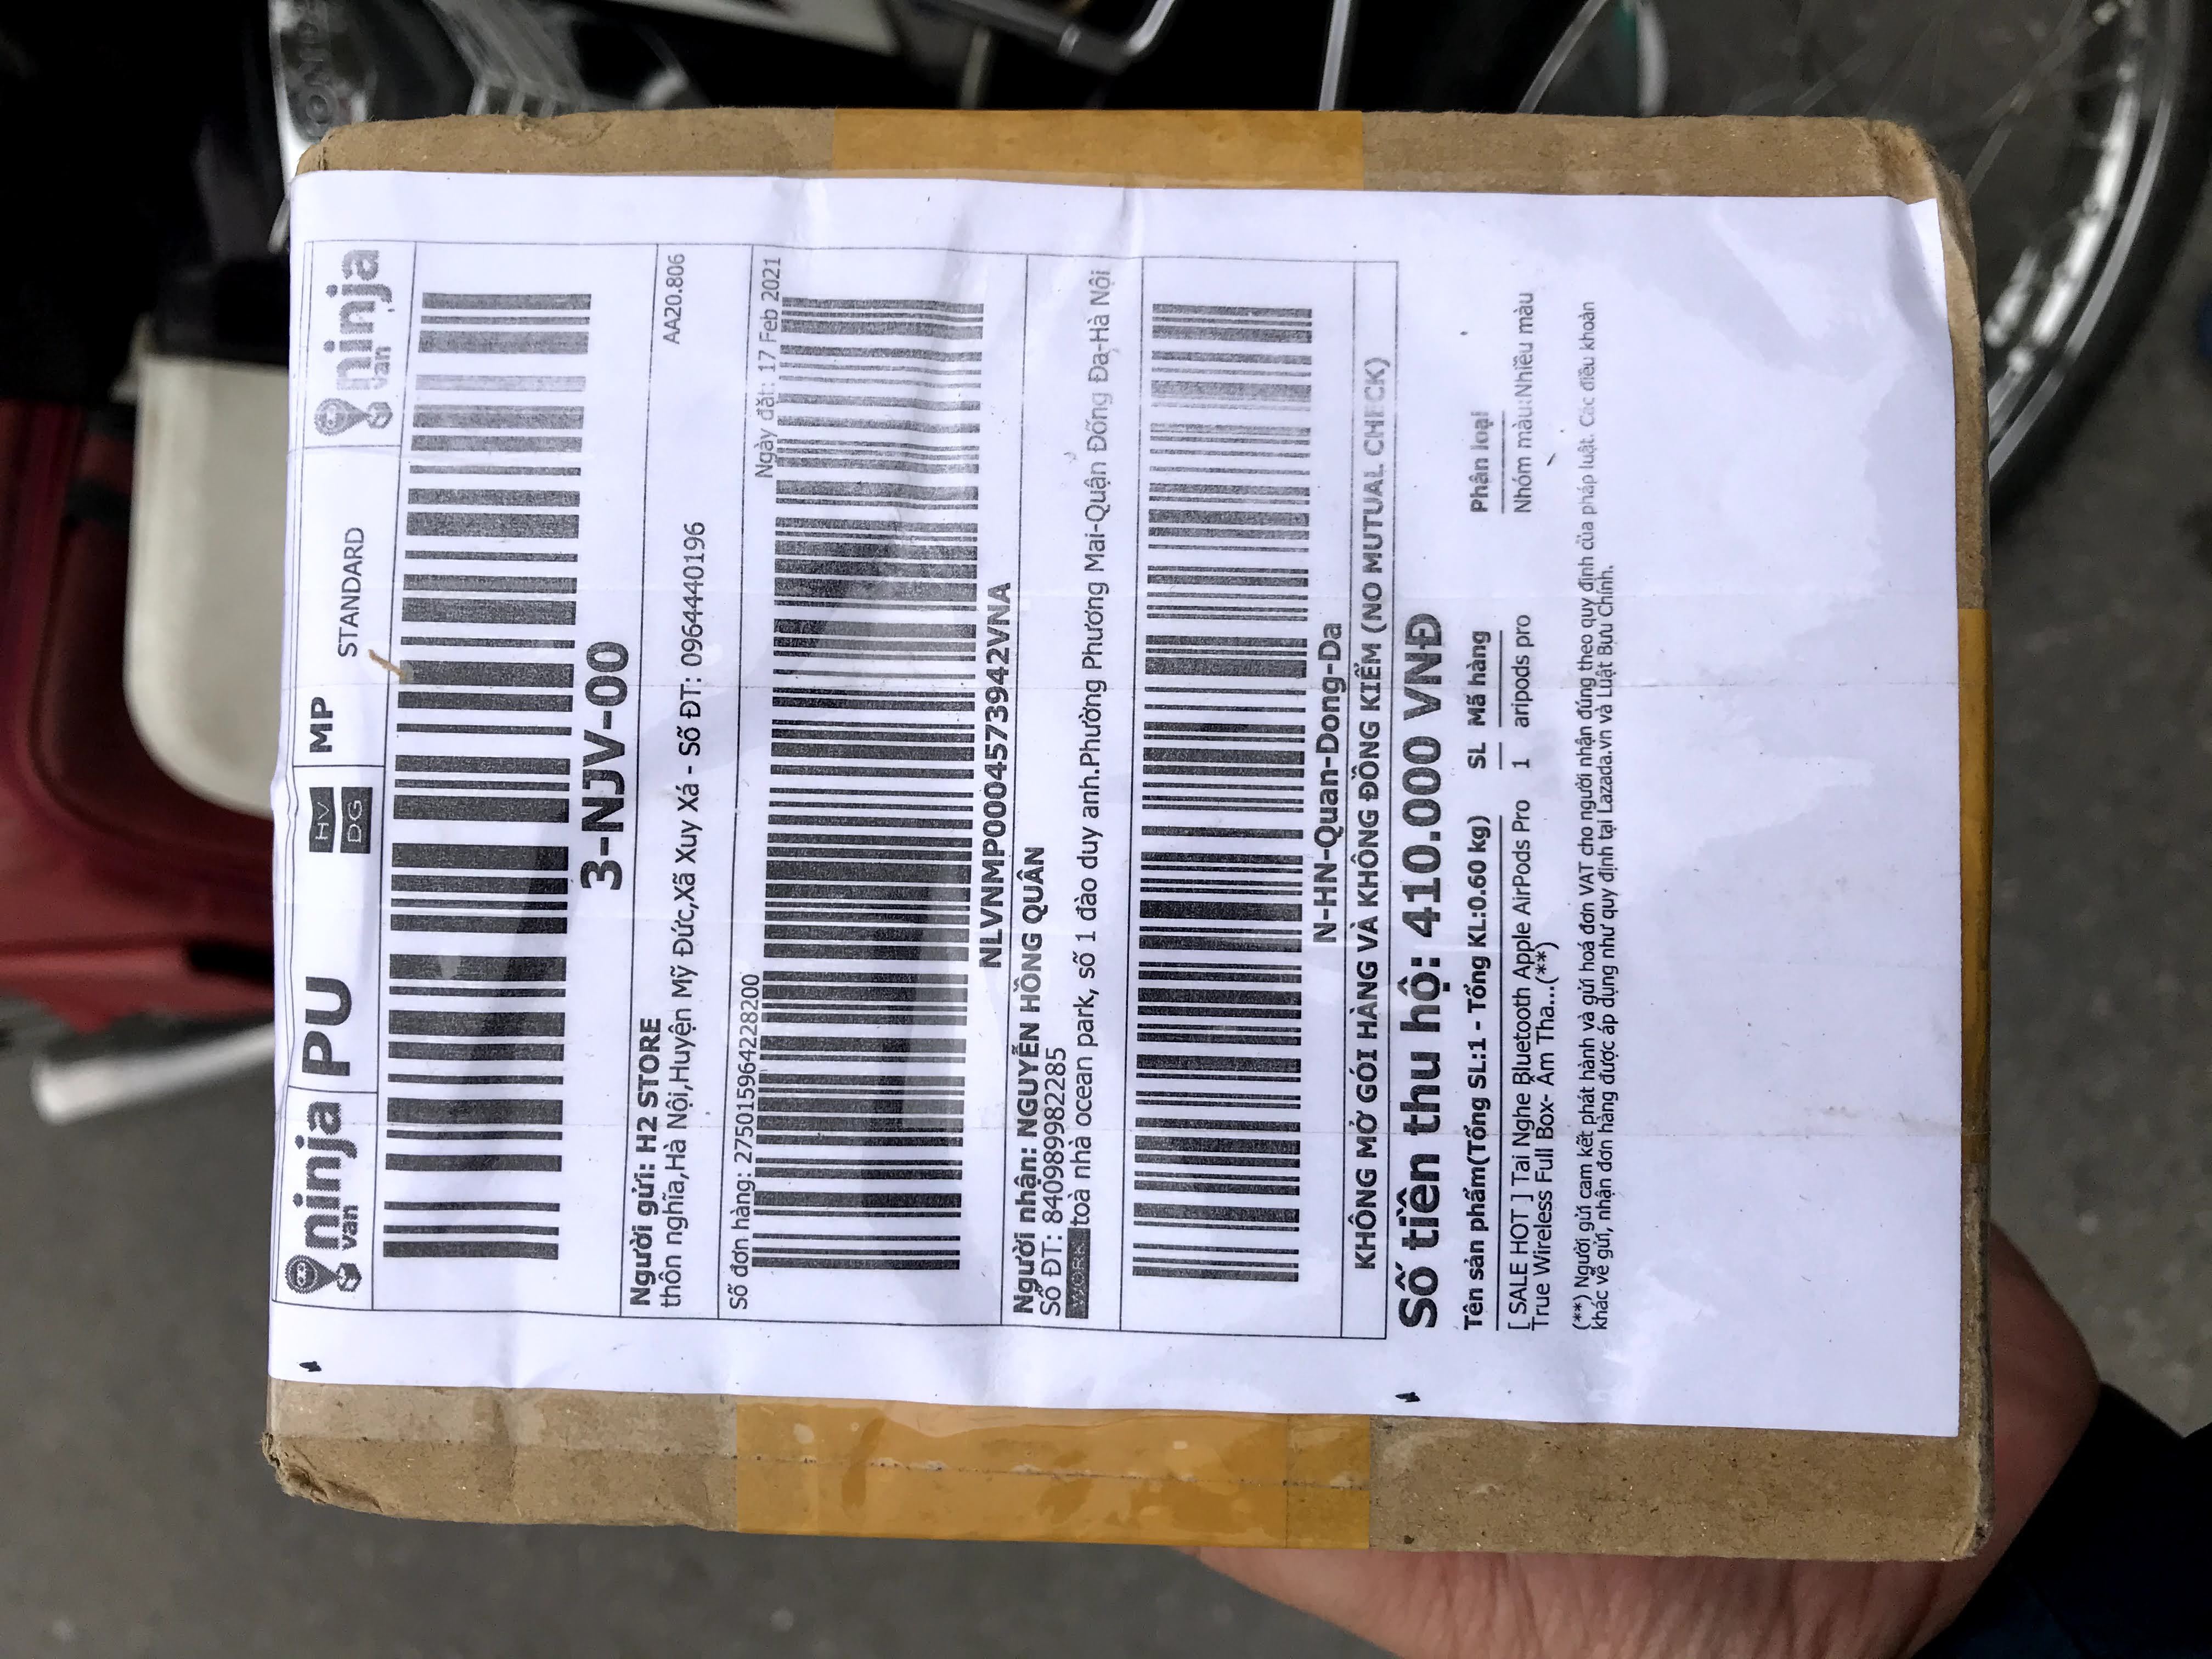 ninja van PU HV DG MP STANDARD ninja van
3-NJV-00
Người gửi: H2 STORE
thôn nghĩa,Hà Nội,Huyện Mỹ Đức,Xã Xuy Xá - Số ĐT: 0964440196
AA20.806
Số đơn hàng: 275015964228200
Ngày đặt: 17 Feb 2021
NLVNMP0004573942VNA
Người nhận: NGUYỄN HỒNG QUÂN
Số ĐT: 840989982285
WORK toà nhà ocean park, số 1 đào duy anh.Phường Phương Mai-Quận Đống Đa-Hà Nội
N-HN-Quan-Dong-Da
KHÔNG MỞ GÓI HÀNG VÀ KHÔNG ĐỒNG KIỂM (NO MUTUAL CHECK)
Số tiền thu hộ: 410.000 VNĐ
Tên sản phẩm(Tổng SL:1 - Tổng KL:0.60 kg) SL Mã hàng Phân loại
[ SALE HOT ] Tai Nghe Bluetooth Apple AirPods Pro 1 aripods pro Nhóm màu:Nhiều màu
True Wireless Full Box- Âm Tha...(**)
(**) Người gửi cam kết phát hành và gửi hoá đơn VAT cho người nhận đúng theo quy định của pháp luật. Các điều khoản
khác về gửi, nhận đơn hàng được áp dụng như quy định tại Lazada.vn và Luật Bưu Chính.